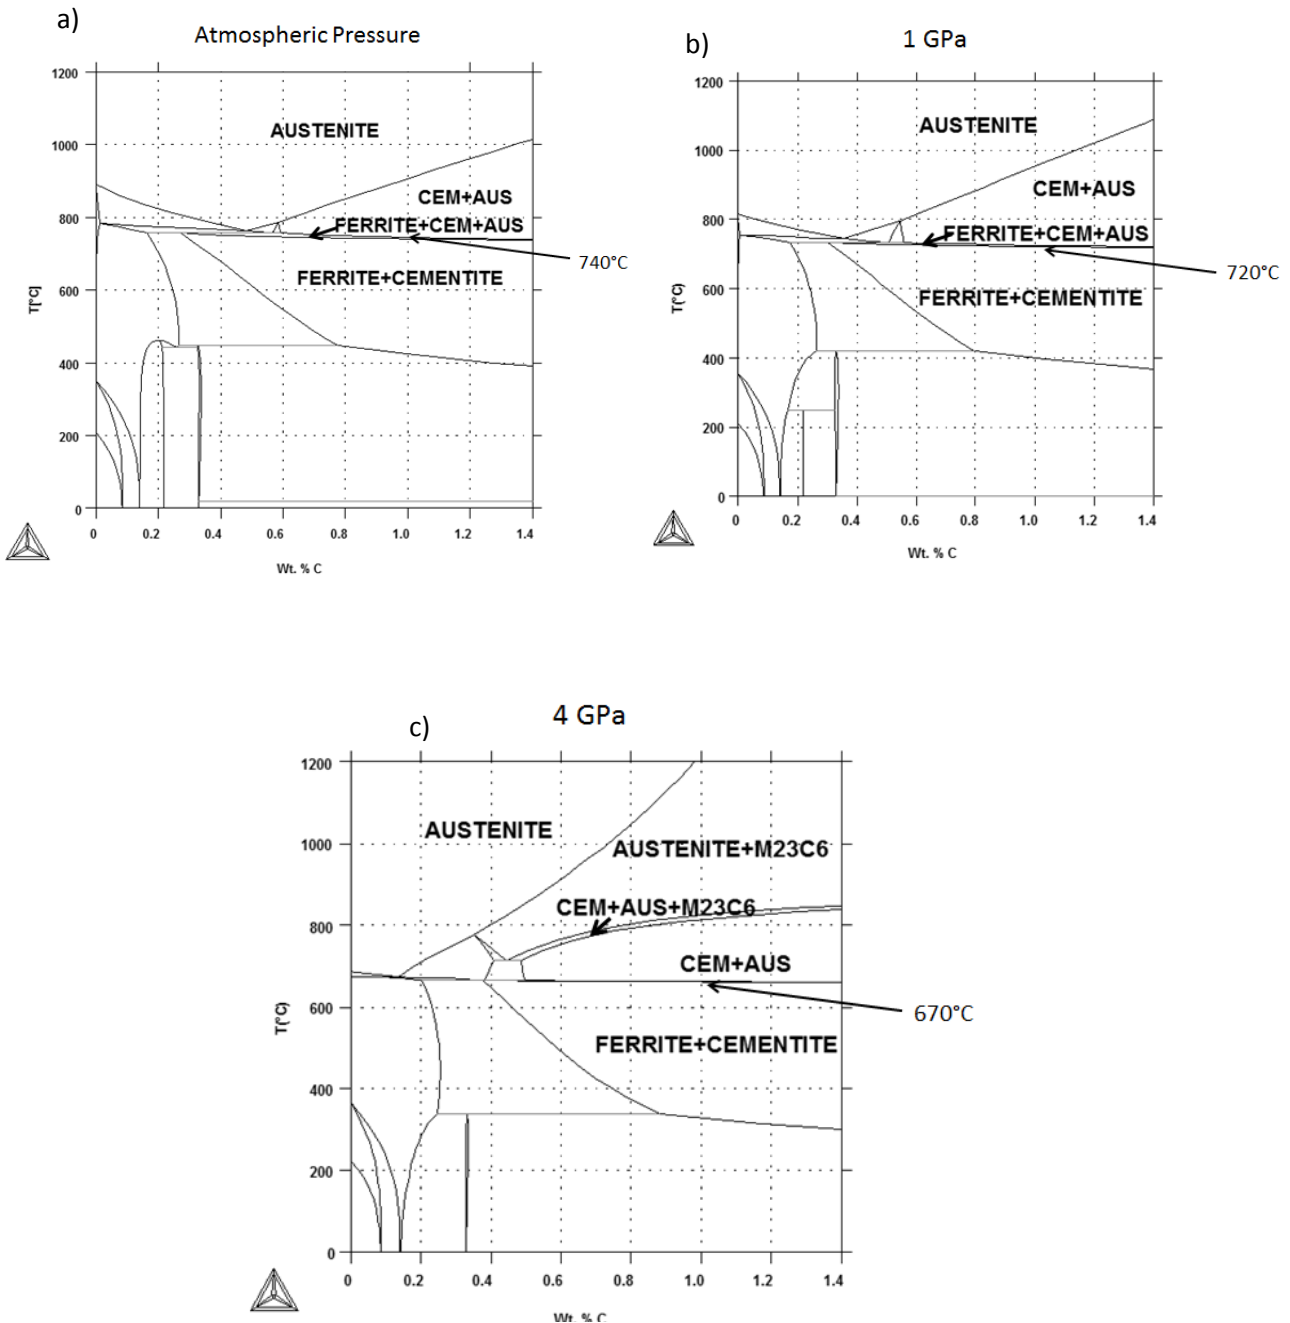 a)
Atmospheric Pressure
1200
1000
800
600
400
200
0
T[°C]
AUSTENITE
CEM+AUS
FERRITE+CEM+AUS
740°C
FERRITE+CEMENTITE
0 0.2 0.4 0.6 0.8 1.0 1.2 1.4
Wt. % C
b)
1 GPa
1200
1000
800
600
400
200
0
T(°C)
AUSTENITE
CEM+AUS
FERRITE+CEM+AUS
720°C
FERRITE+CEMENTITE
0 0.2 0.4 0.6 0.8 1.0 1.2 1.4
Wt. % C
c)
4 GPa
1200
1000
800
600
400
200
0
T(°C)
AUSTENITE
AUSTENITE+M23C6
CEM+AUS+M23C6
CEM+AUS
670°C
FERRITE+CEMENTITE
0 0.2 0.4 0.6 0.8 1.0 1.2 1.4
Wt. % C